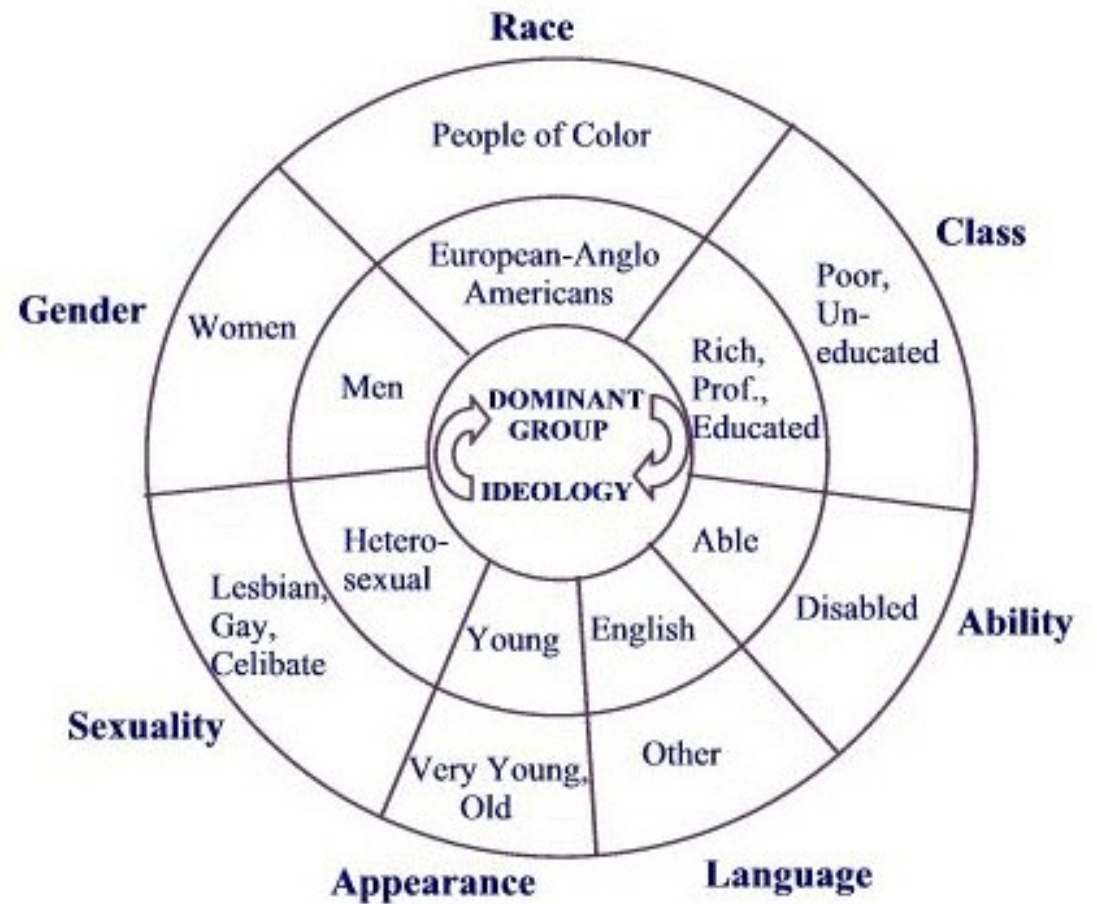 Race
People of Color
European-Anglo
Americans
Class
Poor,
Un-
educated
Rich,
Prof.,
Educated
Gender
Women
Men
DOMINANT
GROUP
IDEOLOGY
Able
Disabled
Ability
Hetero-
sexual
Lesbian,
Gay,
Celibate
Sexuality
Young
Very Young,
Old
Appearance
English
Other
Language